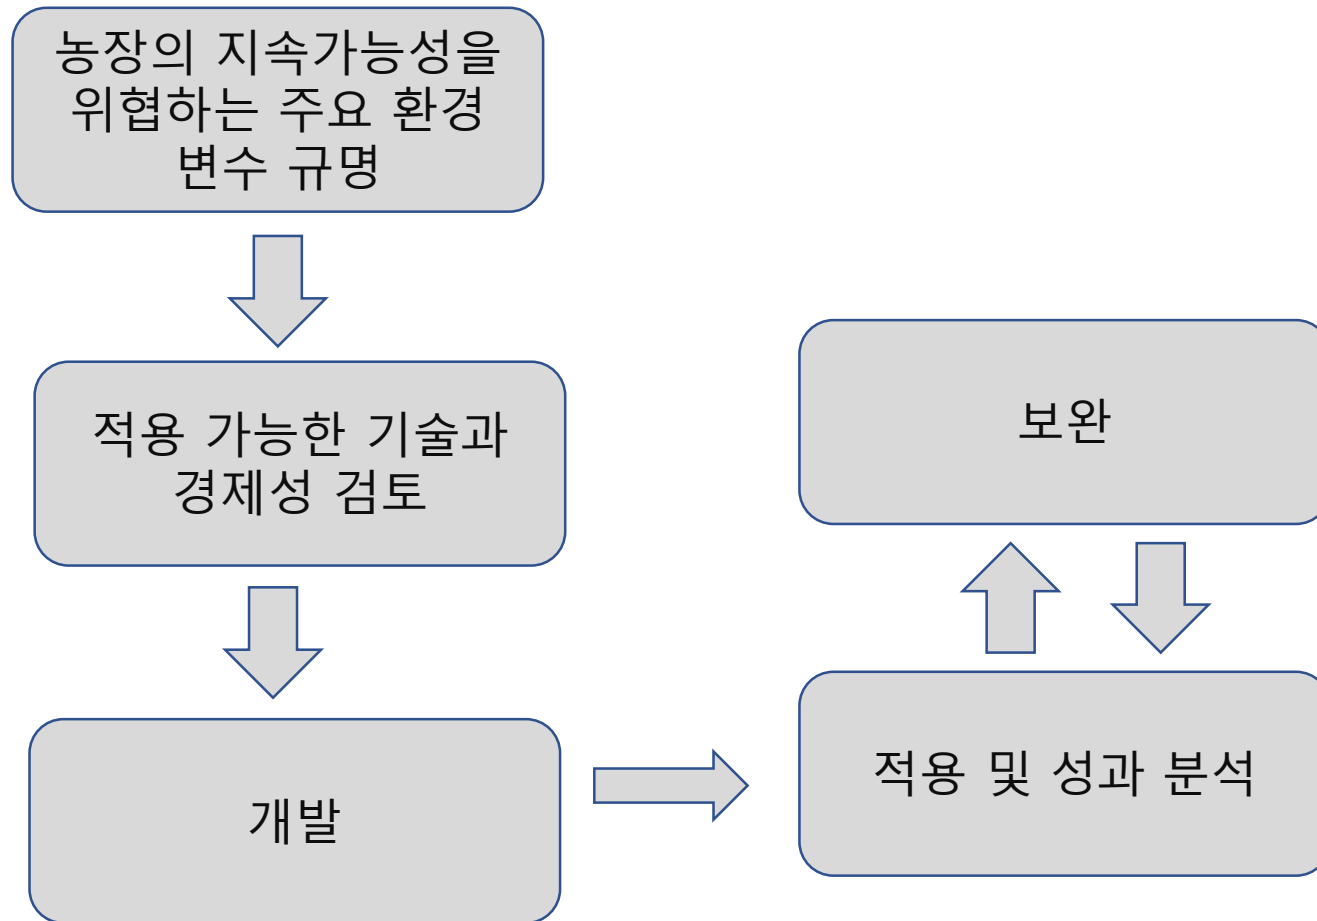 농장의 지속가능성을
위협하는 주요 환경
변수 규명
적용 가능한 기술과
경제성 검토
개발
보완
적용 및 성과 분석